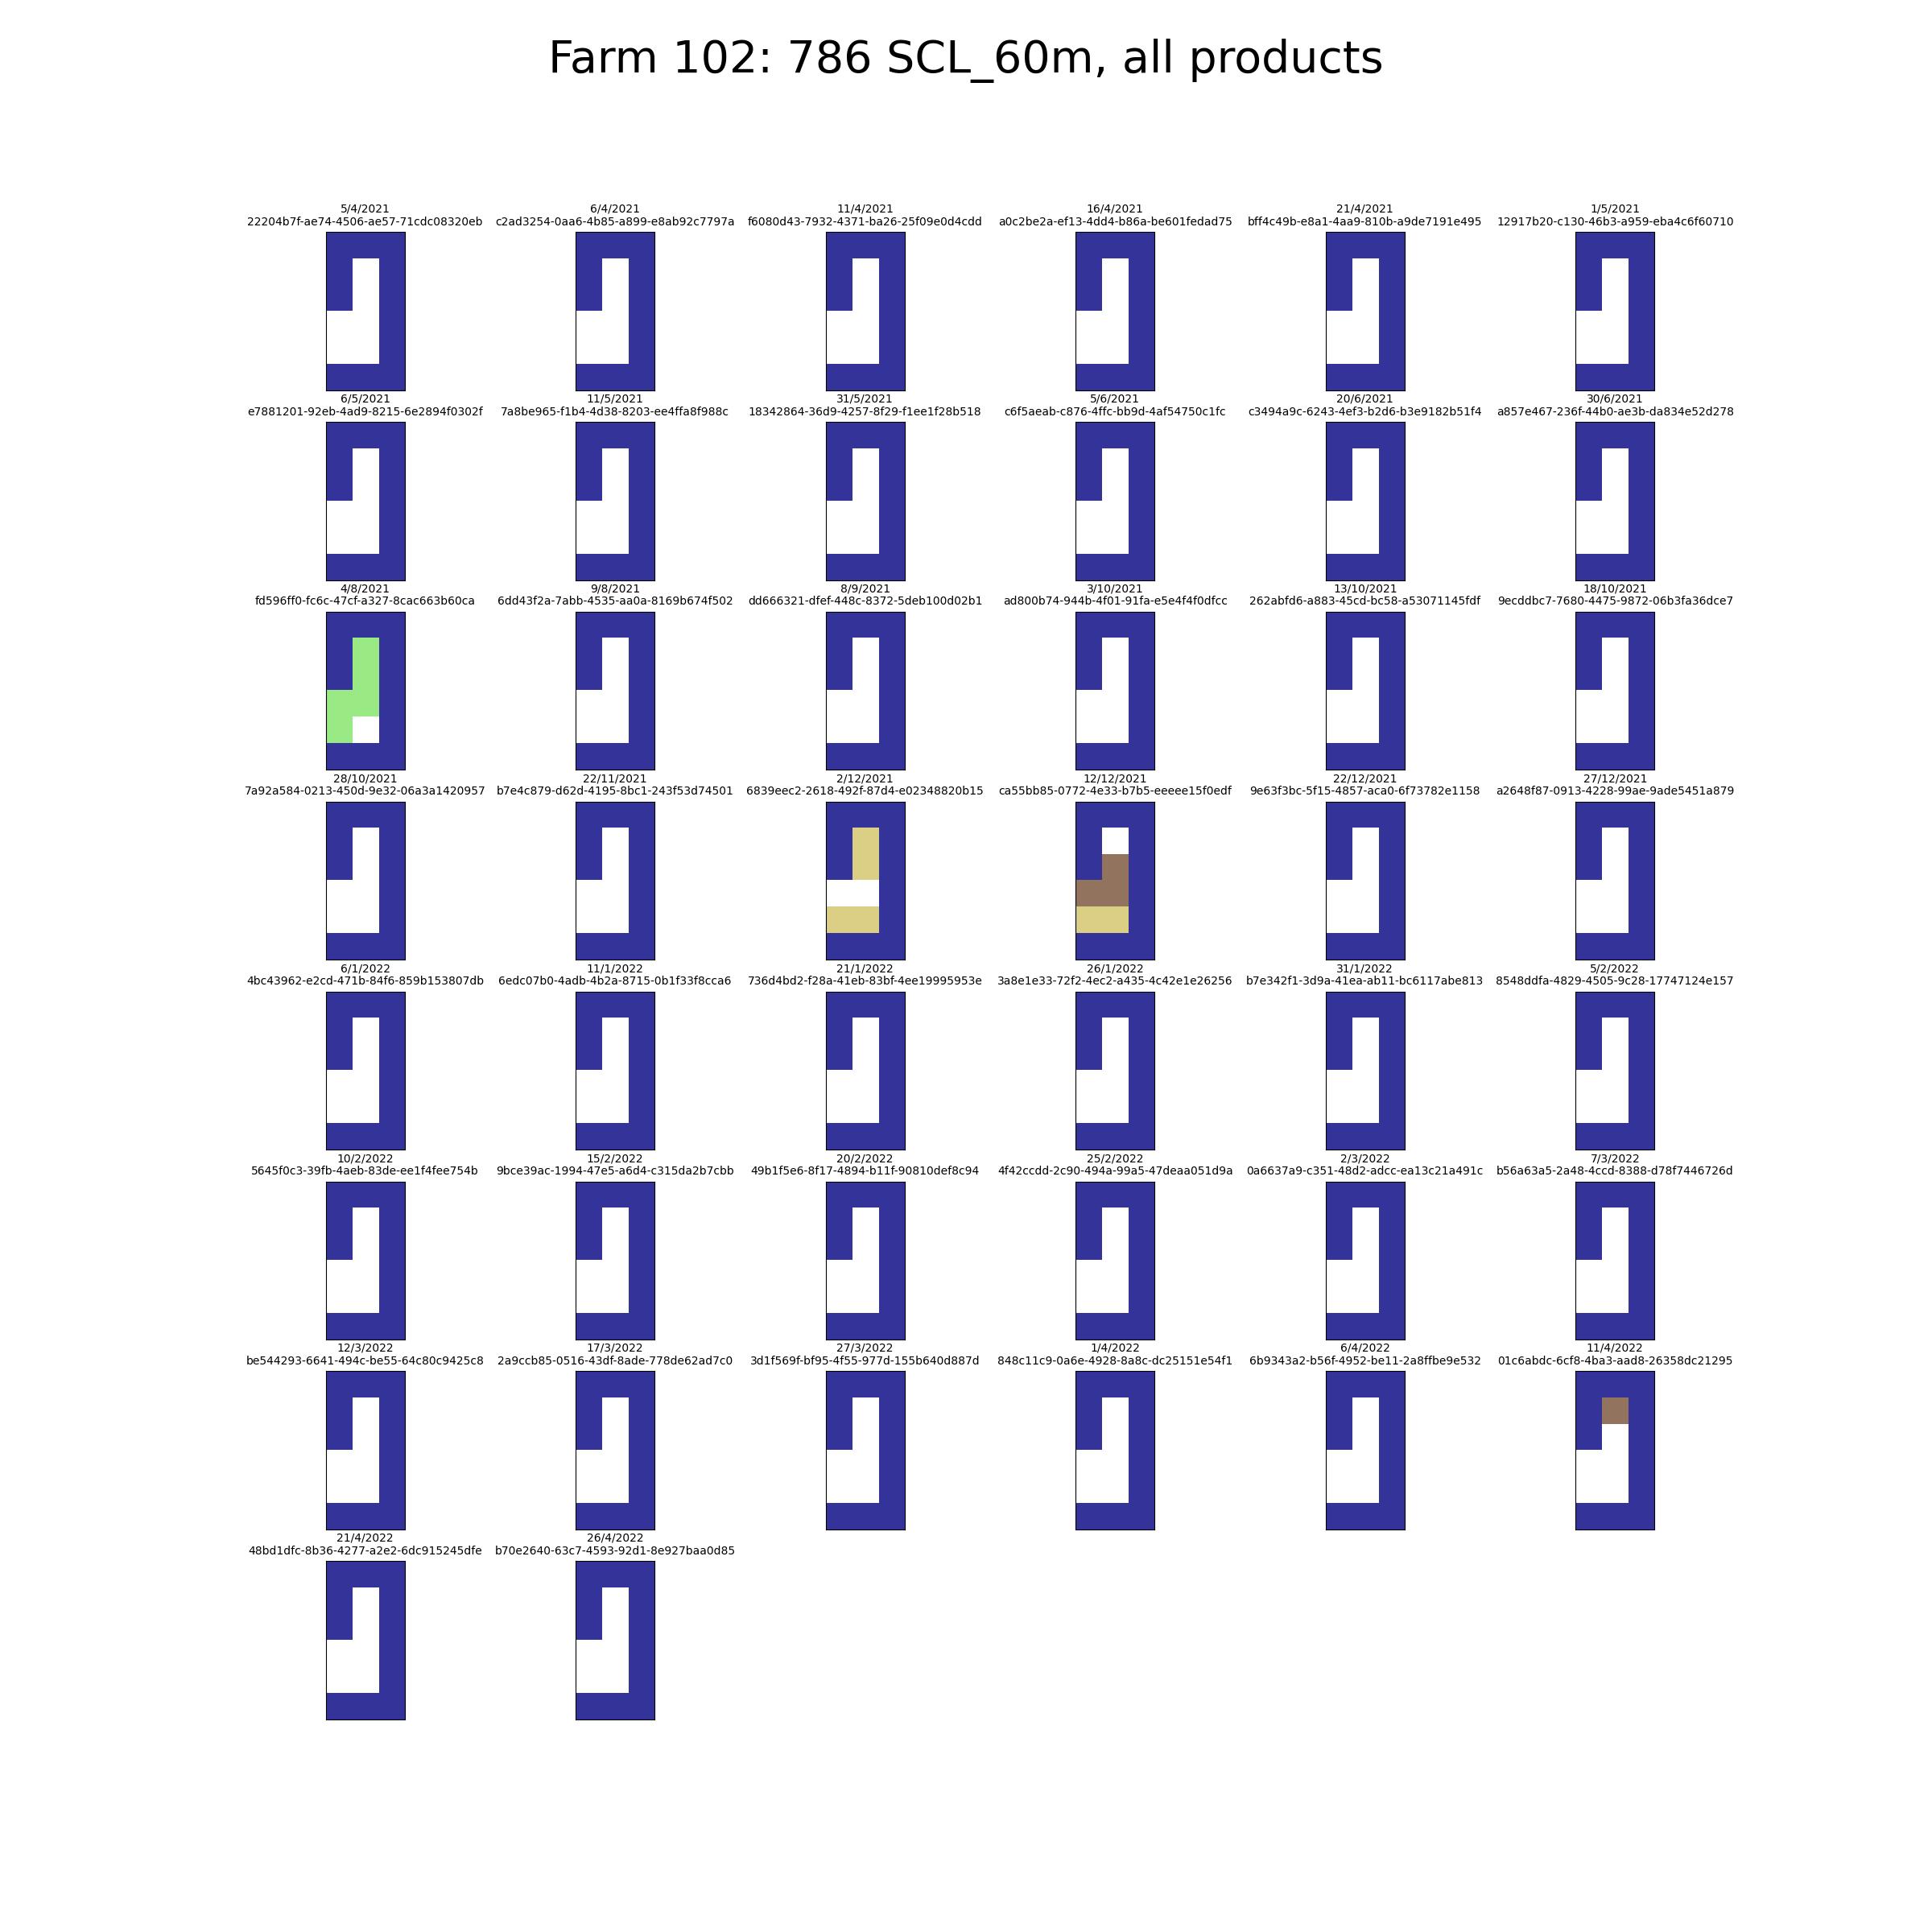 Farm 102: 786 SCL_60m, all products
5/4/2021
22204b7f-ae74-4506-ae57-71cdc08320eb
6/4/2021
c2ad3254-0aa6-4b85-a899-e8ab92c7797a
11/4/2021
f6080d43-7932-4371-ba26-25f09e0d4cdd
16/4/2021
a0c2be2a-ef13-4dd4-b86a-be601fedad75
21/4/2021
bff4c49b-e8a1-4aa9-810b-a9de7191e495
1/5/2021
12917b20-c130-46b3-a959-eba4c6f60710
6/5/2021
e7881201-92eb-4ad9-8215-6e2894f0302f
11/5/2021
7a8be965-f1b4-4d38-8203-ee4ffa8f988c
31/5/2021
18342864-36d9-4257-8f29-f1ee1f28b518
5/6/2021
c6f5aeab-c876-4ffc-bb9d-4af54750c1fc
20/6/2021
c3494a9c-6243-4ef3-b2d6-b3e9182b51f4
30/6/2021
a857e467-236f-44b0-ae3b-da834e52d278
4/8/2021
fd596ff0-fc6c-47cf-a327-8cac663b60ca
9/8/2021
6dd43f2a-7abb-4535-aa0a-8169b674f502
8/9/2021
dd666321-dfef-448c-8372-5deb100d02b1
3/10/2021
ad800b74-944b-4f01-91fa-e5e4f4f0dfcc
13/10/2021
262abfd6-a883-45cd-bc58-a53071145fdf
18/10/2021
9ecddbc7-7680-4475-9872-06b3fa36dce7
28/10/2021
7a92a584-0213-450d-9e32-06a3a1420957
22/11/2021
b7e4c879-d62d-4195-8bc1-243f53d74501
2/12/2021
6839eec2-2618-492f-87d4-e02348820b15
12/12/2021
ca55bb85-0772-4e33-b7b5-eeeee15f0edf
22/12/2021
9e63f3bc-5f15-4857-aca0-6f73782e1158
27/12/2021
a2648f87-0913-4228-99ae-9ade5451a879
6/1/2022
4bc43962-e2cd-471b-84f6-859b153807db
11/1/2022
6edc07b0-4adb-4b2a-8715-0b1f33f8cca6
21/1/2022
736d4bd2-f28a-41eb-83bf-4ee19995953e
26/1/2022
3a8e1e33-72f2-4ec2-a435-4c42e1e26256
31/1/2022
b7e342f1-3d9a-41ea-ab11-bc6117abe813
5/2/2022
8548ddfa-4829-4505-9c28-17747124e157
10/2/2022
5645f0c3-39fb-4aeb-83de-ee1f4fee754b
15/2/2022
9bce39ac-1994-47e5-a6d4-c315da2b7cbb
20/2/2022
49b1f5e6-8f17-4894-b11f-90810def8c94
25/2/2022
4f42ccdd-2c90-494a-99a5-47deaa051d9a
2/3/2022
0a6637a9-c351-48d2-adcc-ea13c21a491c
7/3/2022
b56a63a5-2a48-4ccd-8388-d78f7446726d
12/3/2022
be544293-6641-494c-be55-64c80c9425c8
17/3/2022
2a9ccb85-0516-43df-8ade-778de62ad7c0
27/3/2022
3d1f569f-bf95-4f55-977d-155b640d887d
1/4/2022
848c11c9-0a6e-4928-8a8c-dc25151e54f1
6/4/2022
6b9343a2-b56f-4952-be11-2a8ffbe9e532
11/4/2022
01c6abdc-6cf8-4ba3-aad8-26358dc21295
21/4/2022
48bd1dfc-8b36-4277-a2e2-6dc915245dfe
26/4/2022
b70e2640-63c7-4593-92d1-8e927baa0d85